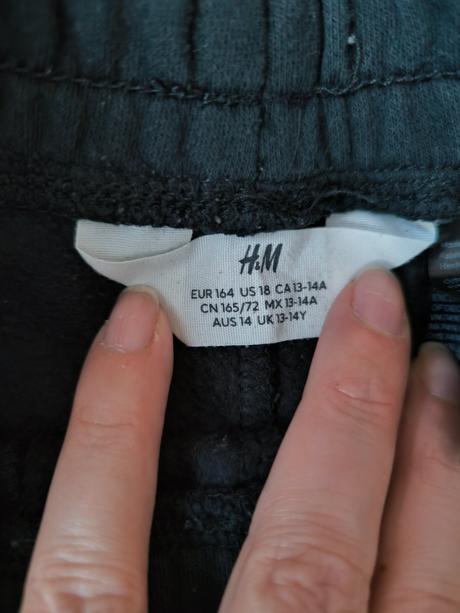 H&M
EUR 164 US 18 CA 13-14A
CN 165/72 MX 13-14A
AUS 14 UK 13-14Y